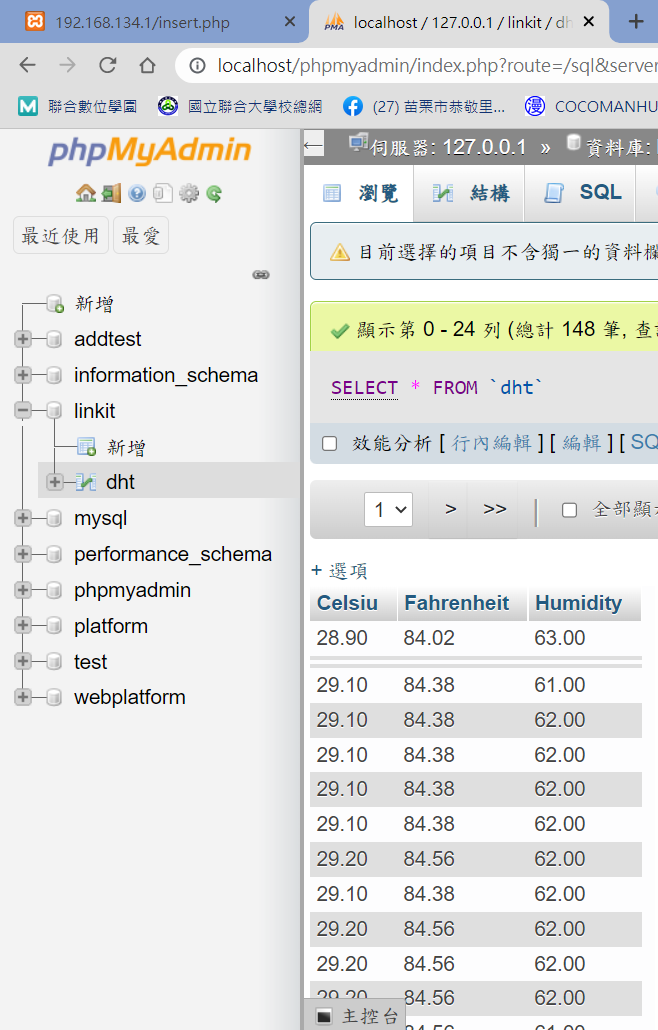 192.168.134.1/insert.php
localhost / 127.0.0.1 / linkit / dh
localhost/phpmyadmin/index.php?route=/sql&server
聯合數位學園 國立聯合大學校總網 (27) 苗栗市恭敬里... COCOMANHU
phpMyAdmin
最近使用 最愛
新增
addtest
information_schema
linkit
新增
dht
mysql
performance_schema
phpmyadmin
platform
test
webplatform
伺服器: 127.0.0.1 » 資料庫:
瀏覽 結構 SQL
目前選擇的項目不含獨一的資料欄
顯示第 0 - 24 列 (總計 148 筆, 查
SELECT * FROM `dht`
效能分析 [ 行內編輯 ] [ 編輯 ] [ SQ
1 > >> | 全部顯示
+ 選項
Celsiu Fahrenheit Humidity
28.90 84.02 63.00
29.10 84.38 61.00
29.10 84.38 62.00
29.10 84.38 62.00
29.10 84.38 62.00
29.10 84.38 62.00
29.20 84.56 62.00
29.10 84.38 62.00
29.20 84.56 62.00
29.20 84.56 62.00
29.20 84.56 62.00
主控台